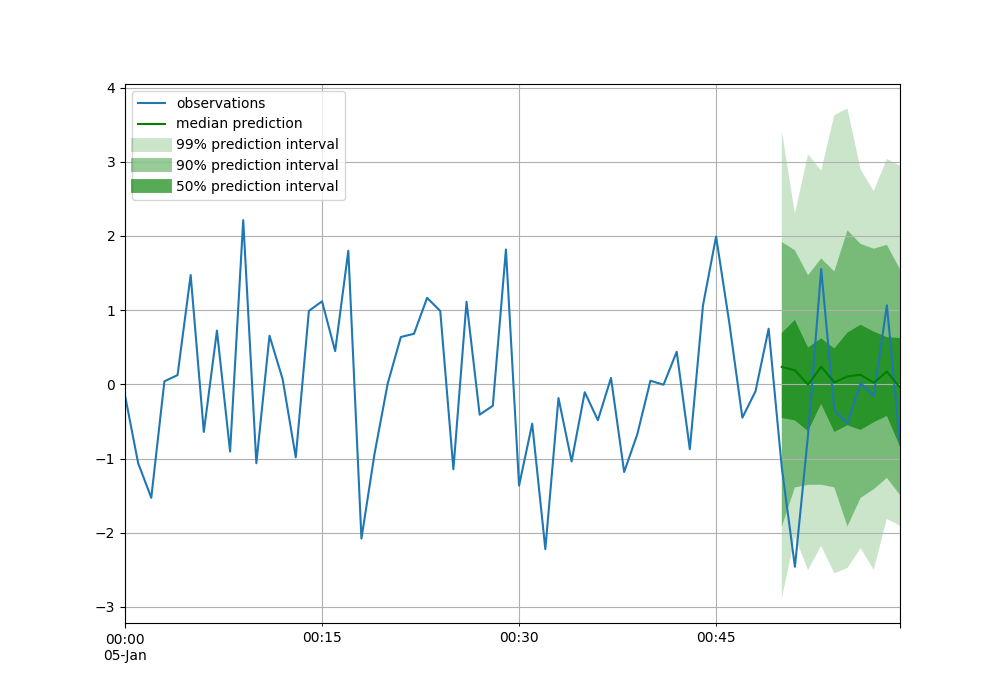 4
3
2
1
0
−1
−2
−3
observations
median prediction
99% prediction interval
90% prediction interval
50% prediction interval
00:00
05-Jan
00:15
00:30
00:45